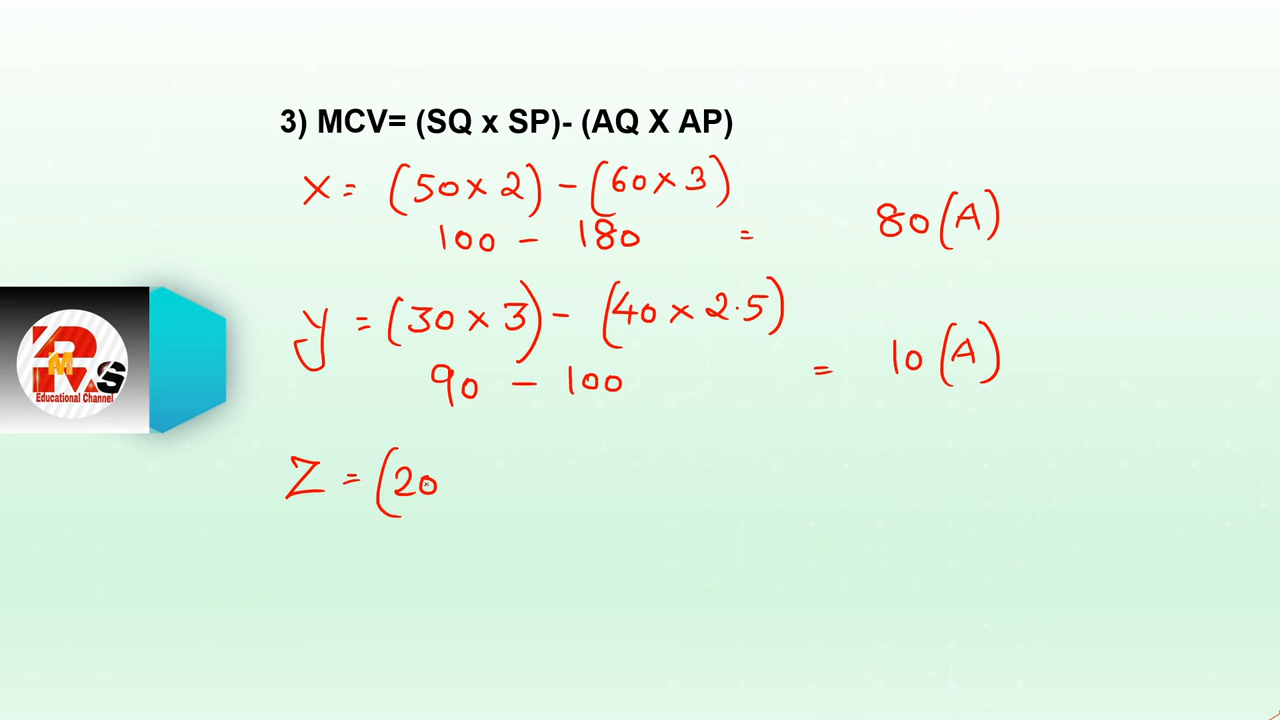 3) MCV= (SQ x SP)- (AQ X AP)
X = (50 x 2) - (60 x 3)
100 - 180 = 80 (A)
y = (30 x 3) - (40 x 2.5)
90 - 100 = 10 (A)
Z = (20
RMS
Educational Channel